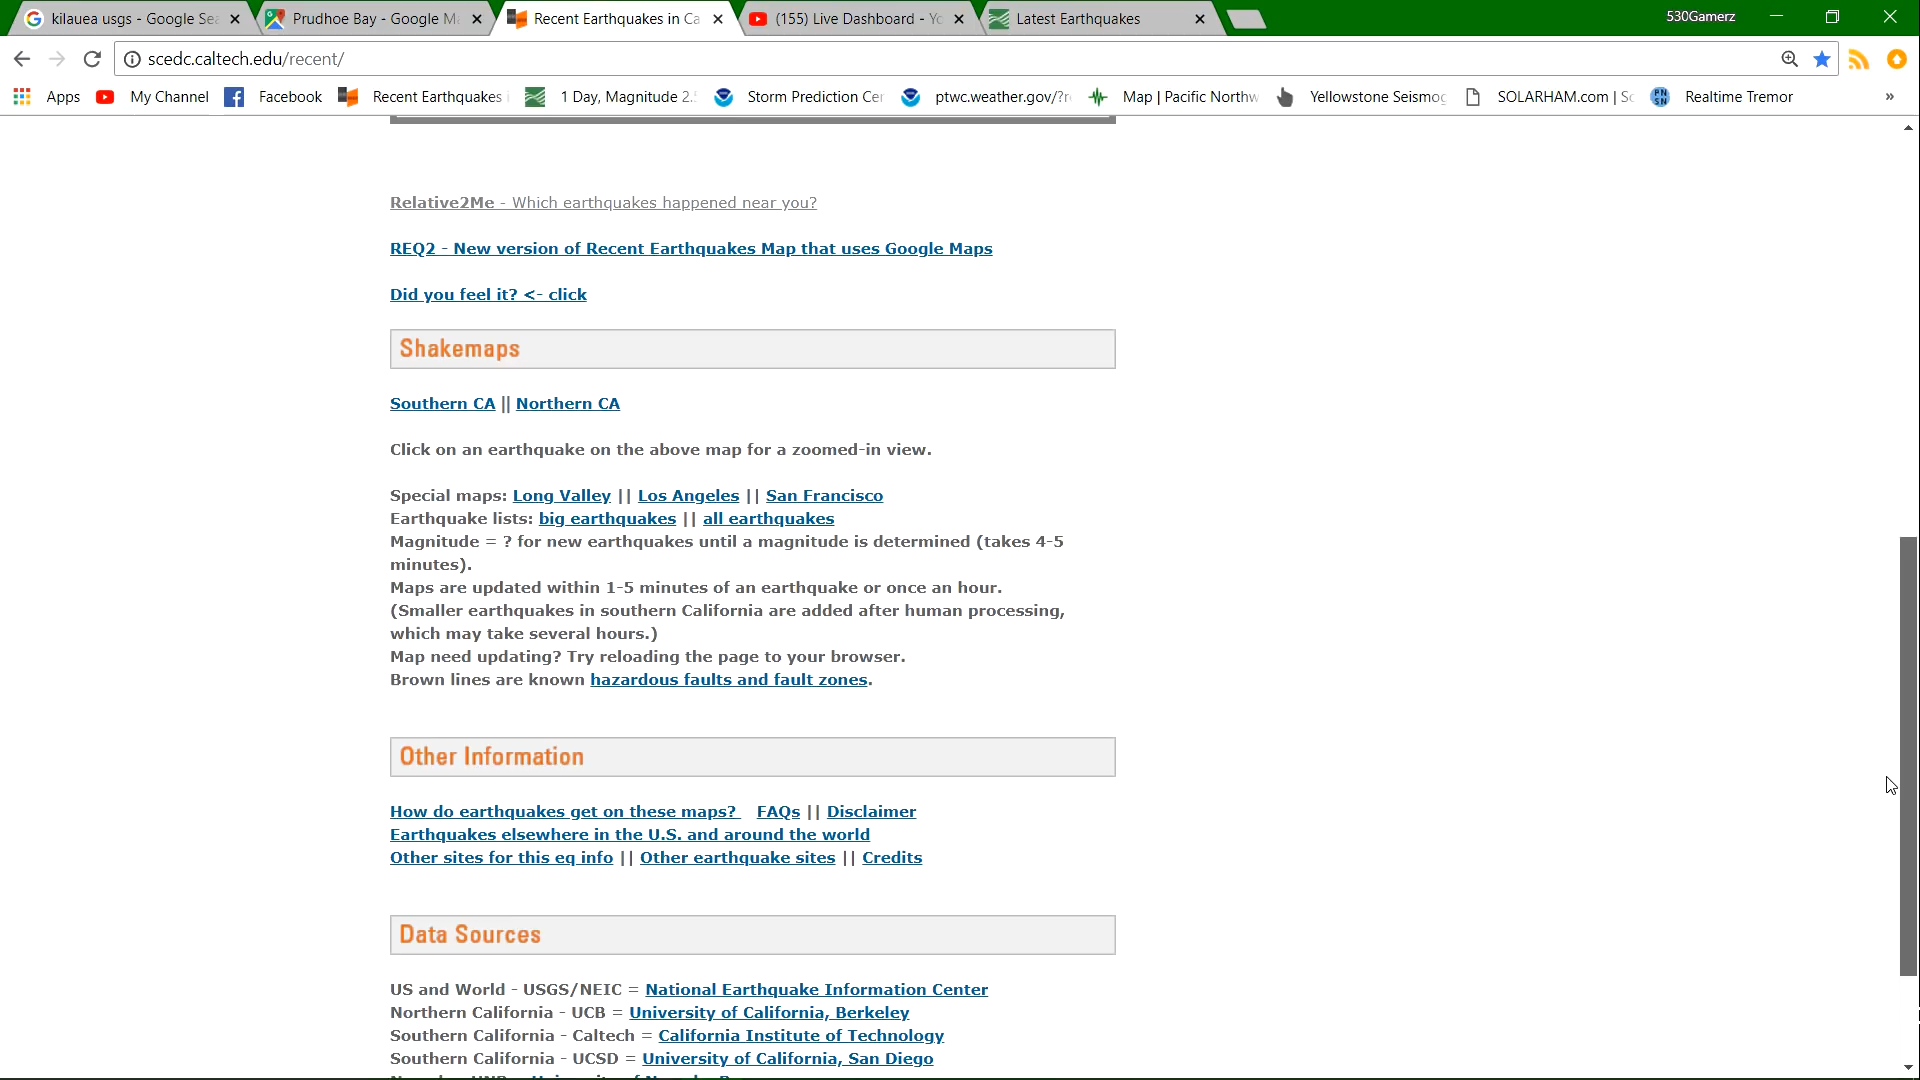 kilauea usgs - Google Sea
Prudhoe Bay - Google M
Recent Earthquakes in Ca
(155) Live Dashboard - Yo
Latest Earthquakes
530Gamerz
scedc.caltech.edu/recent/
Apps
My Channel
Facebook
Recent Earthquakes i
1 Day, Magnitude 2.
Storm Prediction Cen
ptwc.weather.gov/?r
Map | Pacific Northw
Yellowstone Seismog
SOLARHAM.com | So
PN SN
Realtime Tremor
»
Relative2Me - Which earthquakes happened near you?
REQ2 - New version of Recent Earthquakes Map that uses Google Maps
Did you feel it? <- click
Shakemaps
Southern CA || Northern CA
Click on an earthquake on the above map for a zoomed-in view.
Special maps: Long Valley || Los Angeles || San Francisco
Earthquake lists: big earthquakes || all earthquakes
Magnitude = ? for new earthquakes until a magnitude is determined (takes 4-5
minutes).
Maps are updated within 1-5 minutes of an earthquake or once an hour.
(Smaller earthquakes in southern California are added after human processing,
which may take several hours.)
Map need updating? Try reloading the page to your browser.
Brown lines are known hazardous faults and fault zones.
Other Information
How do earthquakes get on these maps? FAQs || Disclaimer
Earthquakes elsewhere in the U.S. and around the world
Other sites for this eq info || Other earthquake sites || Credits
Data Sources
US and World - USGS/NEIC = National Earthquake Information Center
Northern California - UCB = University of California, Berkeley
Southern California - Caltech = California Institute of Technology
Southern California - UCSD = University of California, San Diego